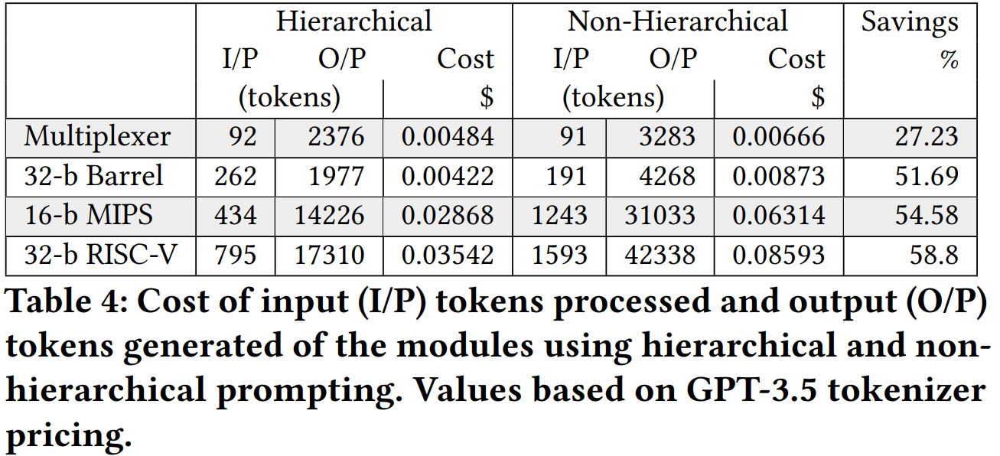 Hierarchical Non-Hierarchical Savings
I/P O/P Cost I/P O/P Cost %
(tokens) $ (tokens) $
Multiplexer 92 2376 0.00484 91 3283 0.00666 27.23
32-b Barrel 262 1977 0.00422 191 4268 0.00873 51.69
16-b MIPS 434 14226 0.02868 1243 31033 0.06314 54.58
32-b RISC-V 795 17310 0.03542 1593 42338 0.08593 58.8
Table 4: Cost of input (I/P) tokens processed and output (O/P)
tokens generated of the modules using hierarchical and non-
hierarchical prompting. Values based on GPT-3.5 tokenizer
pricing.